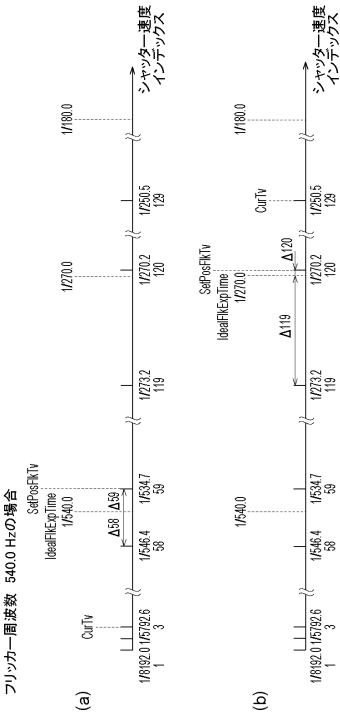 フリッカー周波数　540.0 Hzの場合
(a)
CurTv
IdealFlkExpTime
1/540.0
SetPosFlkTv
Δ58
Δ59
1/270.0
1/180.0
1/8192.0
1/5792.6
1/546.4
1/534.7
1/273.2
1/270.2
1/250.5
シャッター速度
1
3
58
59
119
120
129
インデックス
(b)
1/540.0
IdealFlkExpTime
1/270.0
SetPosFlkTv
CurTv
1/180.0
Δ119
Δ120
1/8192.0
1/5792.6
1/546.4
1/534.7
1/273.2
1/270.2
1/250.5
シャッター速度
1
3
58
59
119
120
129
インデックス